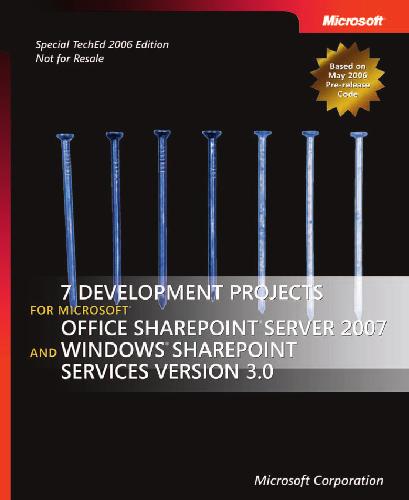 Microsoft®
Special TechEd 2006 Edition
Not for Resale
Based on
May 2006
Pre-release
Code
7 DEVELOPMENT PROJECTS
FOR MICROSOFT®
OFFICE SHAREPOINT® SERVER 2007
AND WINDOWS® SHAREPOINT
SERVICES VERSION 3.0
Microsoft Corporation